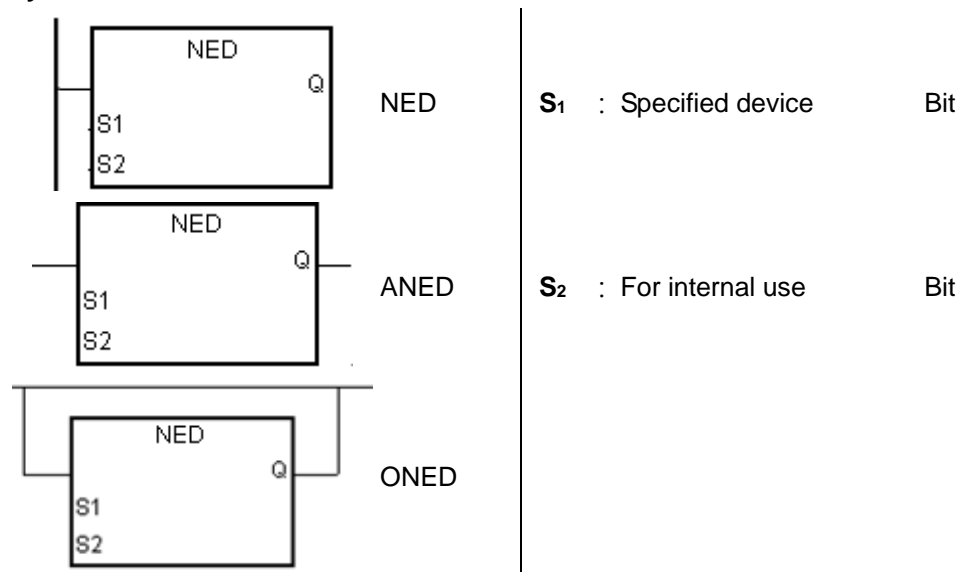 NED
Q
S1
S2
NED
S₁ : Specified device Bit
NED
Q
S1
S2
ANED
S₂ : For internal use Bit
NED
Q
S1
S2
ONED